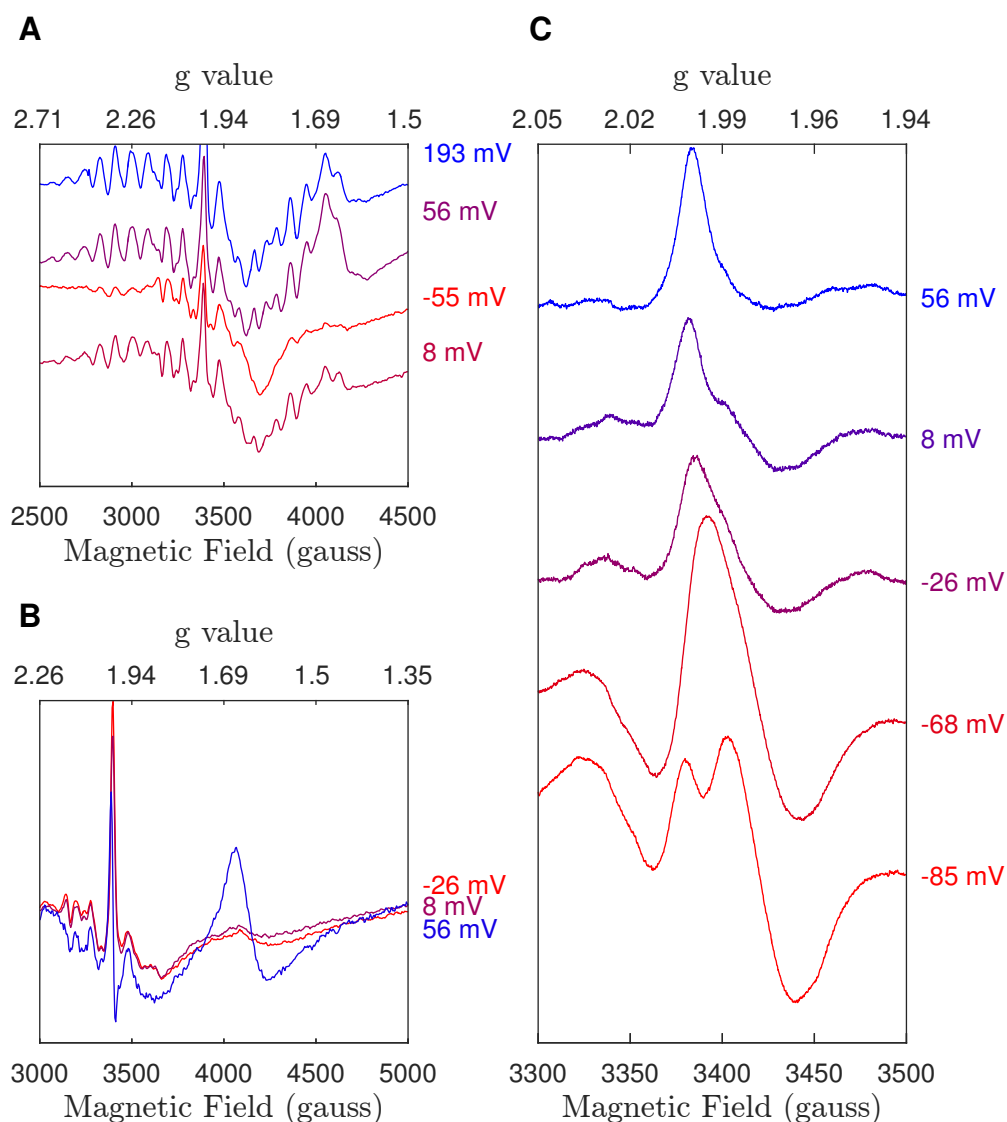 A
g value
2.71 2.26 1.94 1.69 1.5
193 mV
56 mV
-55 mV
8 mV
2500 3000 3500 4000 4500
Magnetic Field (gauss)
B
g value
2.26 1.94 1.69 1.5 1.35
-26 mV
8 mV
56 mV
3000 3500 4000 4500 5000
Magnetic Field (gauss)
C
g value
2.05 2.02 1.99 1.96 1.94
56 mV
8 mV
-26 mV
-68 mV
-85 mV
3300 3350 3400 3450 3500
Magnetic Field (gauss)